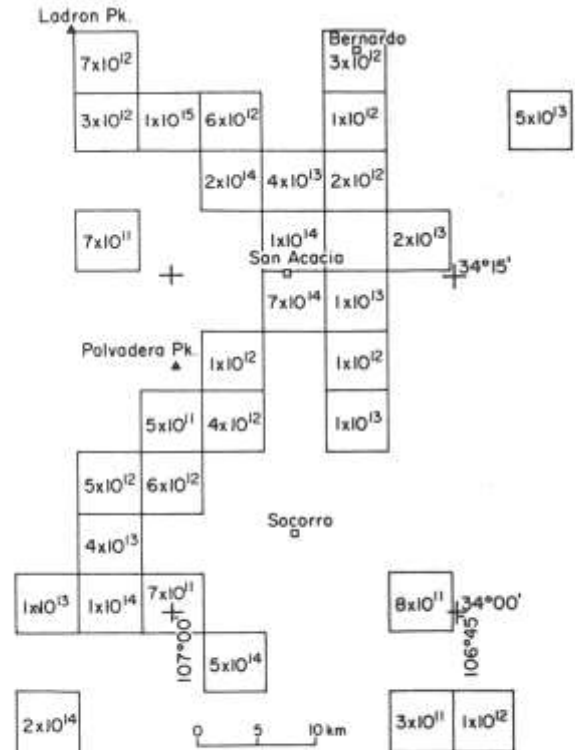 Ladron Pk.
Bernardo
7x10¹² 3x10¹²
3x10¹² 1x10¹⁵ 6x10¹² 1x10¹² 5x10¹³
2x10¹⁴ 4x10¹³ 2x10¹²
7x10¹¹ 1x10¹⁴ 2x10¹³
San Acacia 34°15'
7x10¹⁴ 1x10¹³
Polvadera Pk.
1x10¹² 1x10¹²
5x10¹¹ 4x10¹² 1x10¹³
5x10¹² 6x10¹²
Socorro
4x10¹³
1x10¹³ 1x10¹⁴ 7x10¹¹ 8x10¹¹ 34°00'
107°00' 106°45'
5x10¹⁴
2x10¹⁴ 0 5 10 km 3x10¹¹ 1x10¹²